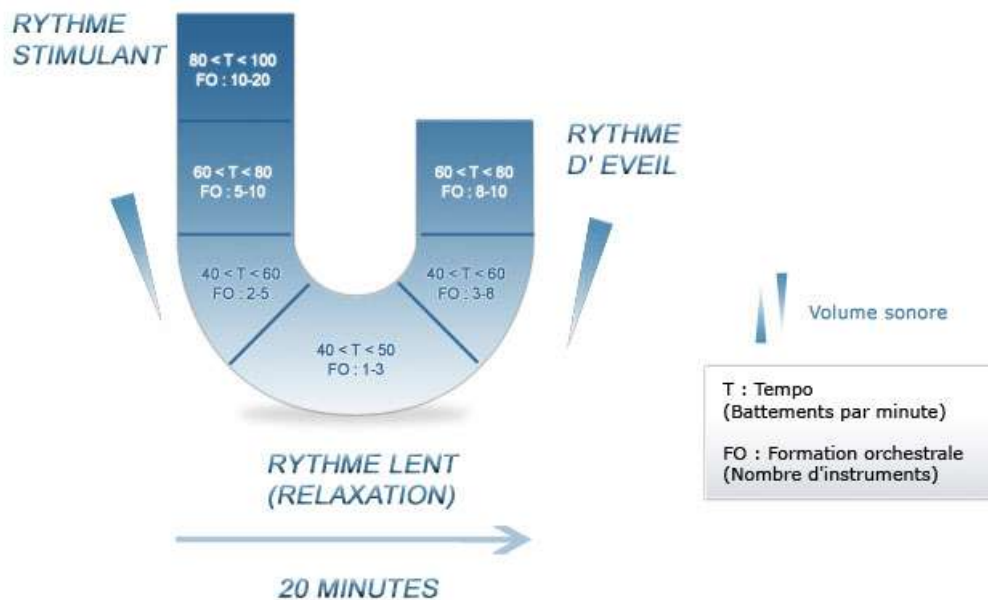 RYTHME
STIMULANT
80 < T < 100
FO : 10-20
60 < T < 80
FO : 5-10
40 < T < 60
FO : 2-5
40 < T < 50
FO : 1-3
40 < T < 60
FO : 3-8
60 < T < 80
FO : 8-10
RYTHME
D' EVEIL
RYTHME LENT
(RELAXATION)
20 MINUTES
Volume sonore
T : Tempo
(Battements par minute)
FO : Formation orchestrale
(Nombre d'instruments)